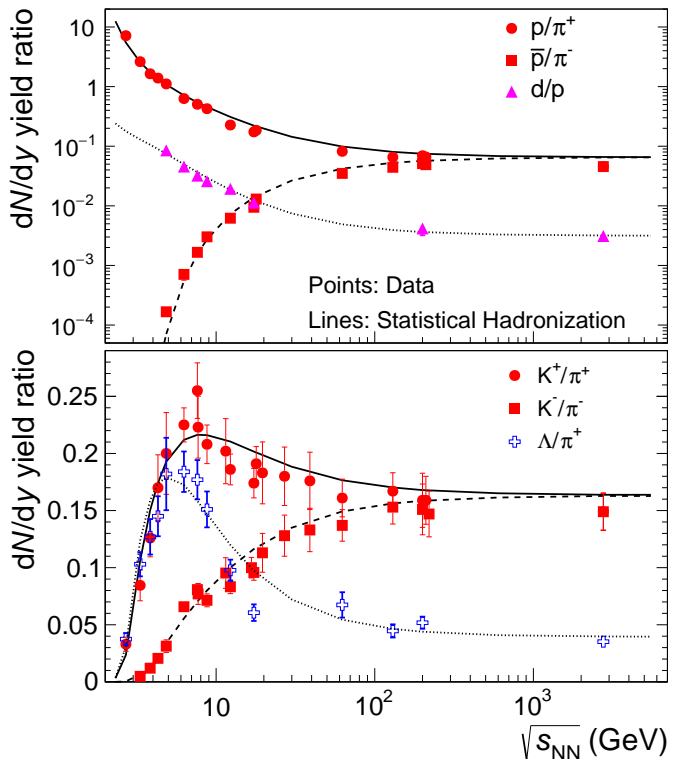 dN/dy yield ratio
10
1
10⁻¹
10⁻²
10⁻³
10⁻⁴
p/π⁺
p̅/π⁻
d/p
Points: Data
Lines: Statistical Hadronization
dN/dy yield ratio
0.25
0.2
0.15
0.1
0.05
0
K⁺/π⁺
K⁻/π⁻
Λ/π⁺
10
10²
10³
√s_NN (GeV)